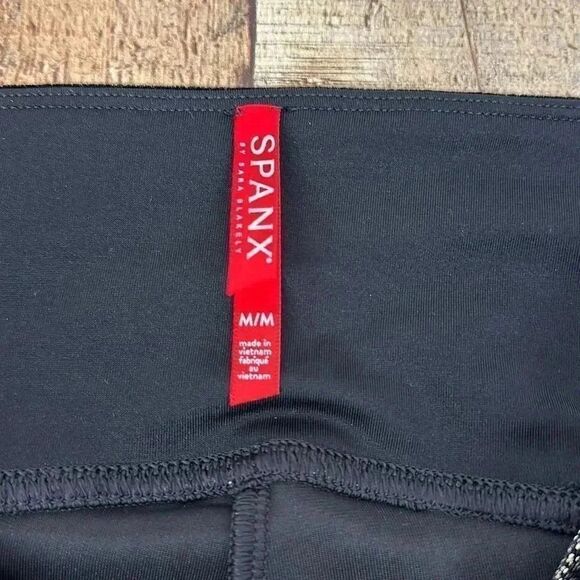 SPANX®
BY SARA BLAKELY
M/M
made in
vietnam
fabriqué
au
vietnam